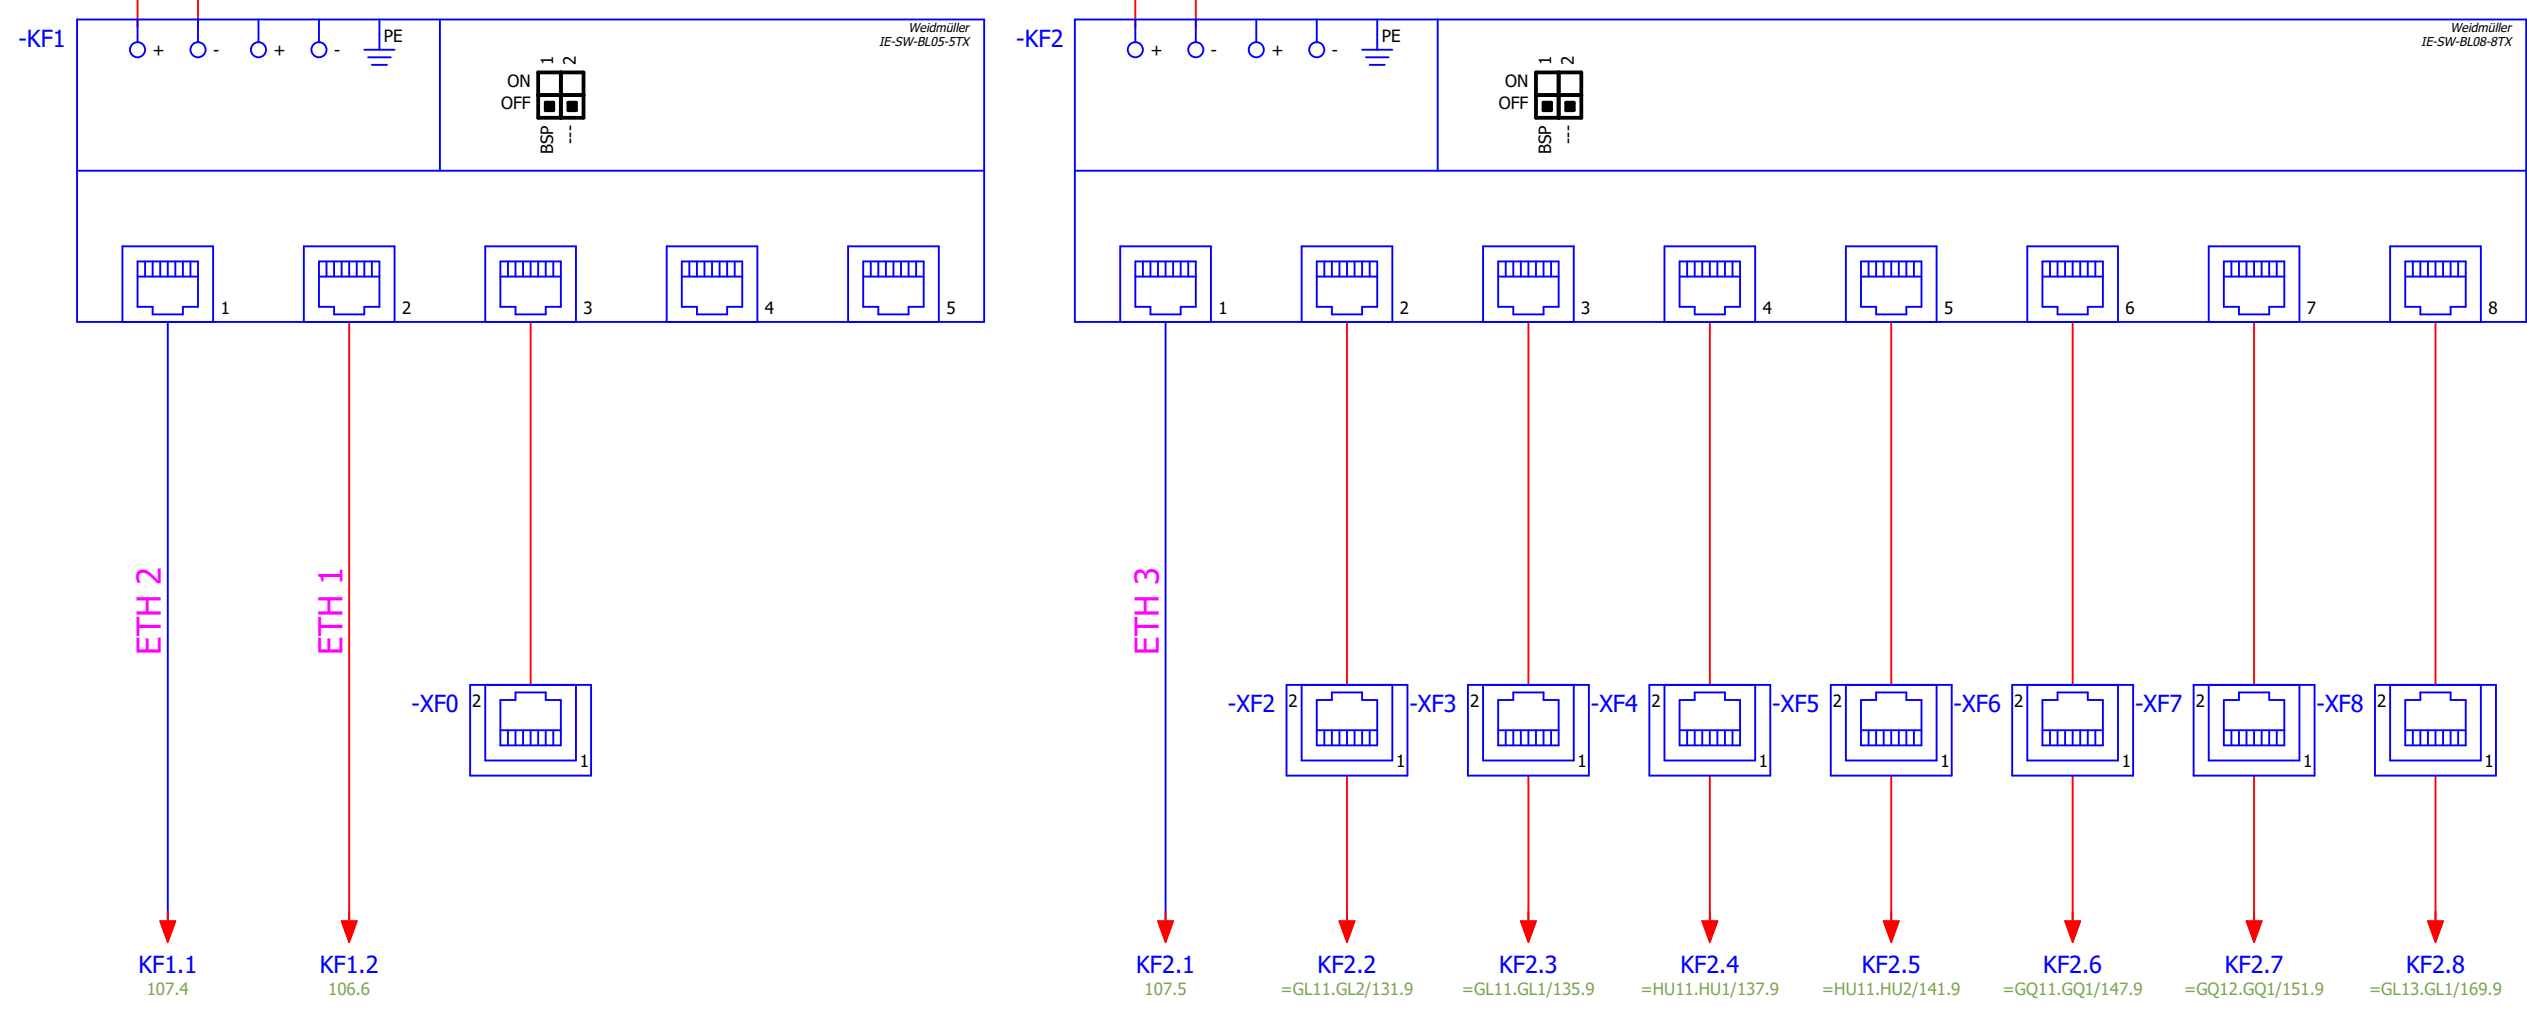 -KF1
+
-
+
-
PE
Weidmüller
IE-SW-BL05-5TX
1
2
ON
OFF
BSP
---
1
2
3
4
5
ETH 2
ETH 1
-XF0
2
1
KF1.1
107.4
KF1.2
106.6
-KF2
+
-
+
-
PE
Weidmüller
IE-SW-BL08-8TX
1
2
ON
OFF
BSP
---
1
2
3
4
5
6
7
8
ETH 3
-XF2
2
1
-XF3
2
1
-XF4
2
1
-XF5
2
1
-XF6
2
1
-XF7
2
1
-XF8
2
1
KF2.1
107.5
KF2.2
=GL11.GL2/131.9
KF2.3
=GL11.GL1/135.9
KF2.4
=HU11.HU1/137.9
KF2.5
=HU11.HU2/141.9
KF2.6
=GQ11.GQ1/147.9
KF2.7
=GQ12.GQ1/151.9
KF2.8
=GL13.GL1/169.9